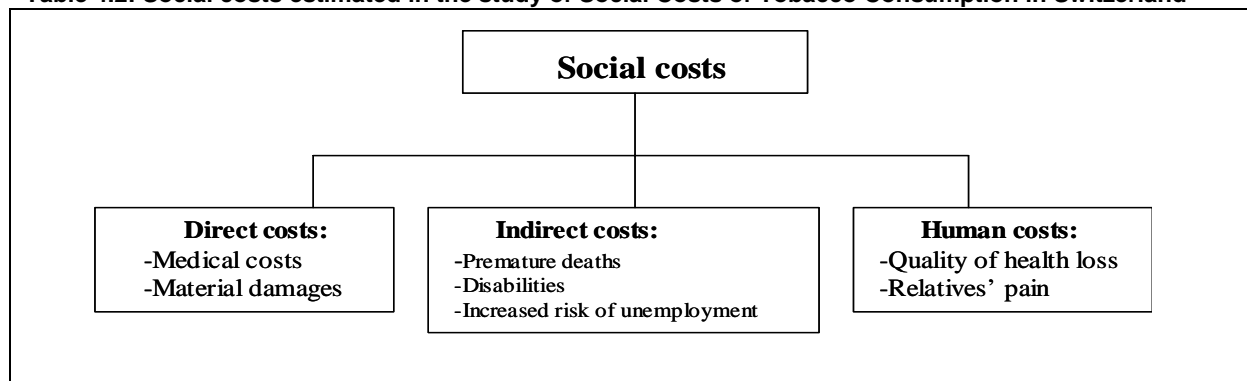 Table 4.2: Social costs estimated in the study of Social Costs of Tobacco Consumption in Switzerland
Social costs
Direct costs:
-Medical costs
-Material damages
Indirect costs:
-Premature deaths
-Disabilities
-Increased risk of unemployment
Human costs:
-Quality of health loss
-Relatives’ pain